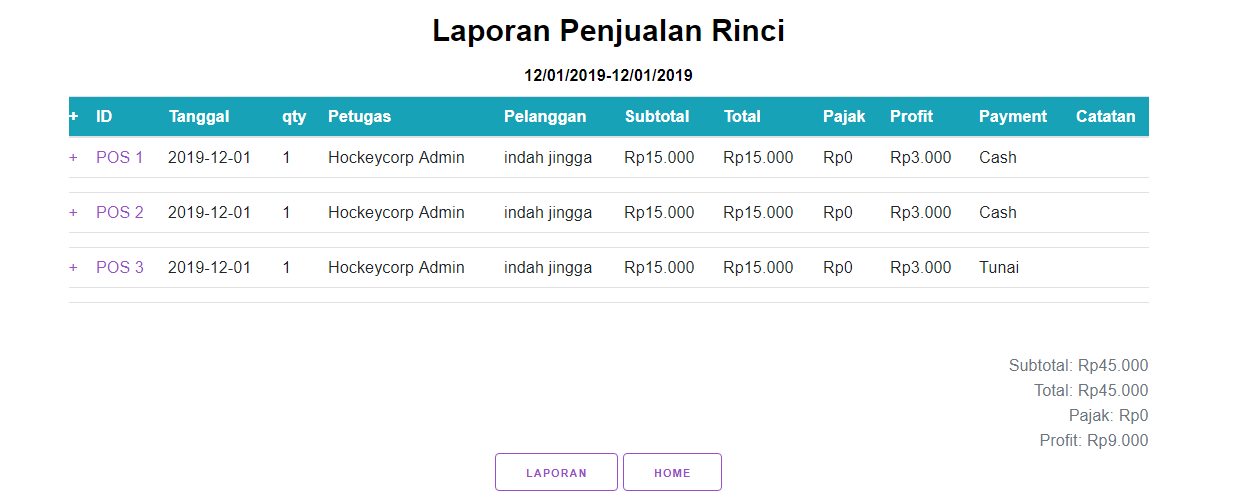 Laporan Penjualan Rinci
12/01/2019-12/01/2019
+ ID Tanggal qty Petugas Pelanggan Subtotal Total Pajak Profit Payment Catatan
+ POS 1 2019-12-01 1 Hockeycorp Admin indah jingga Rp15.000 Rp15.000 Rp0 Rp3.000 Cash
+ POS 2 2019-12-01 1 Hockeycorp Admin indah jingga Rp15.000 Rp15.000 Rp0 Rp3.000 Cash
+ POS 3 2019-12-01 1 Hockeycorp Admin indah jingga Rp15.000 Rp15.000 Rp0 Rp3.000 Tunai
Subtotal: Rp45.000
Total: Rp45.000
Pajak: Rp0
Profit: Rp9.000
LAPORAN HOME